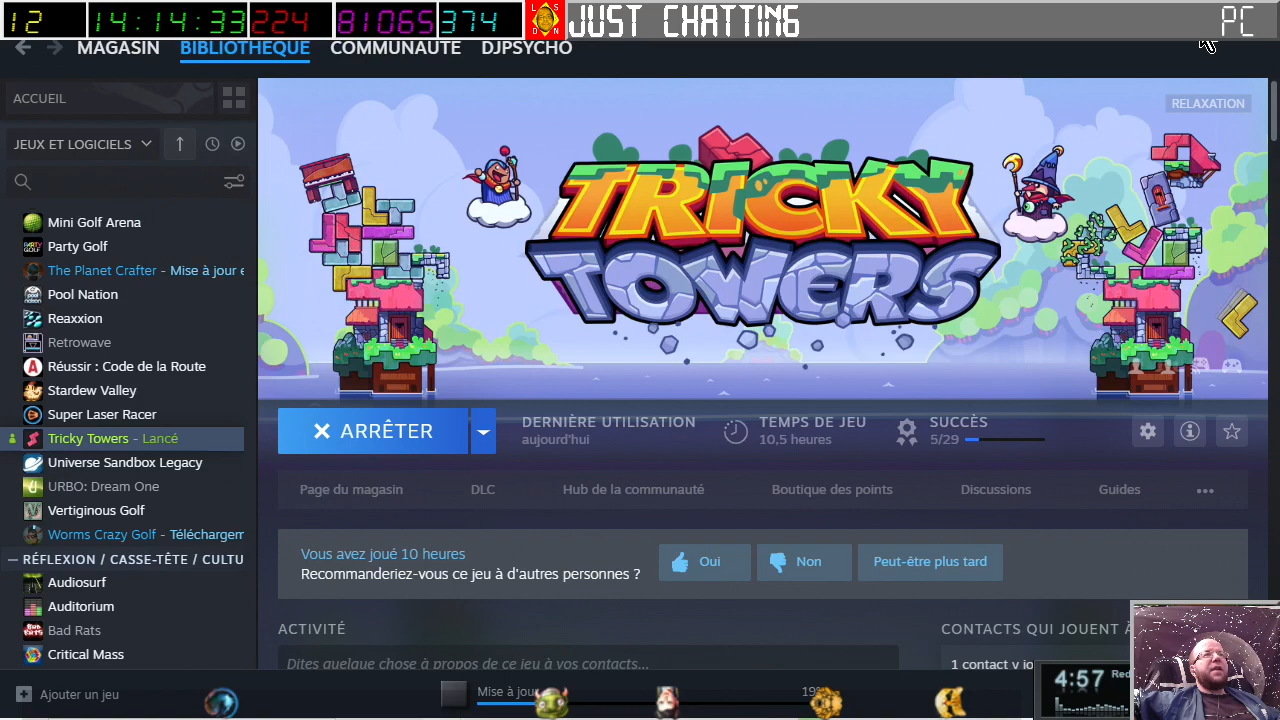 12 14:14:33 224 81065 374 L S D N JUST CHATTING PC
MAGASIN BIBLIOTHÈQUE COMMUNAUTÉ DJPSYCHO
ACCUEIL
RELAXATION
JEUX ET LOGICIELS
TRICKY
TOWERS
Mini Golf Arena
Party Golf
The Planet Crafter - Mise à jour e
Pool Nation
Reaxxion
Retrowave
Réussir : Code de la Route
Stardew Valley
Super Laser Racer
Tricky Towers - Lancé
Universe Sandbox Legacy
URBO: Dream One
Vertiginous Golf
Worms Crazy Golf - Téléchargem
RÉFLEXION / CASSE-TÊTE / CULTU
Audiosurf
Auditorium
Bad Rats
Critical Mass
ARRÊTER
DERNIÈRE UTILISATION
aujourd'hui
TEMPS DE JEU
10,5 heures
SUCCÈS
5/29
Page du magasin DLC Hub de la communauté Boutique des points Discussions Guides
Vous avez joué 10 heures
Recommanderiez-vous ce jeu à d'autres personnes ?
Oui Non Peut-être plus tard
ACTIVITÉ
Dites quelque chose à propos de ce jeu à vos contacts...
CONTACTS QUI JOUENT À
1 contact y jo
Ajouter un jeu
Mise à jou 19%
4:57 Red